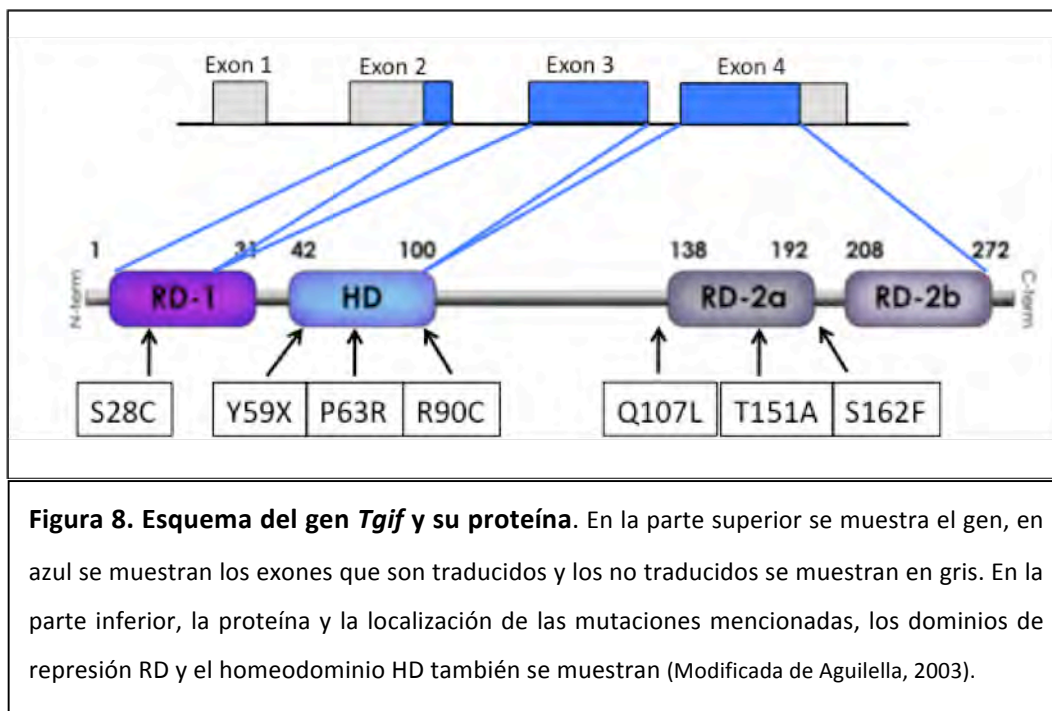 Exon 1 Exon 2 Exon 3 Exon 4
1 31 42 100 138 192 208 272
N-term RD-1 HD RD-2a RD-2b C-term
S28C Y59X P63R R90C Q107L T151A S162F
Figura 8. Esquema del gen Tgif y su proteína. En la parte superior se muestra el gen, en
azul se muestran los exones que son traducidos y los no traducidos se muestran en gris. En la
parte inferior, la proteína y la localización de las mutaciones mencionadas, los dominios de
represión RD y el homeodominio HD también se muestran (Modificada de Aguilella, 2003).